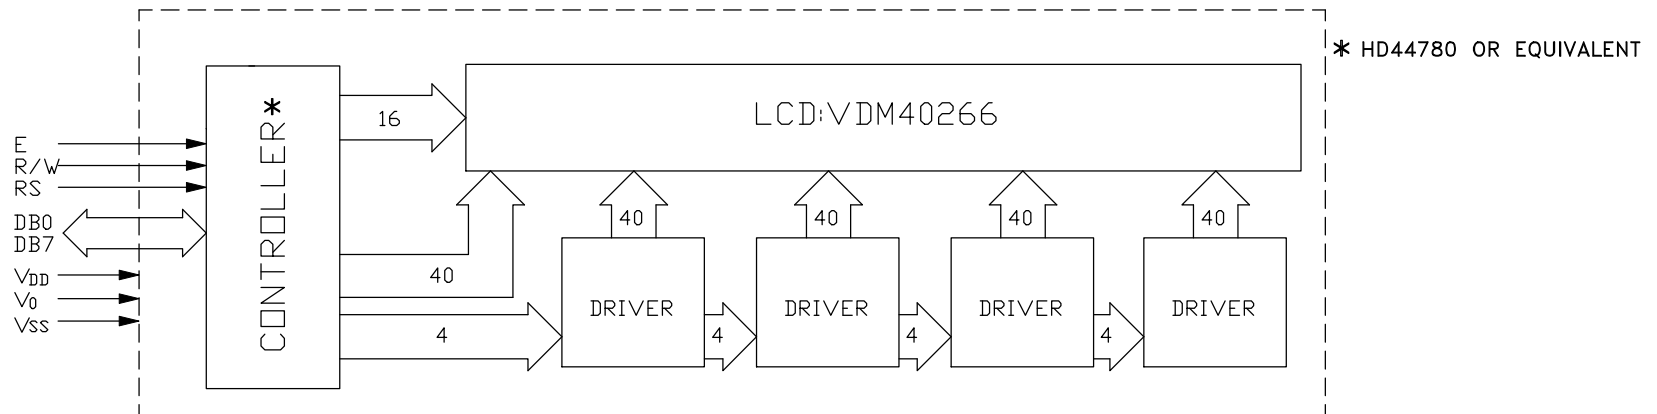 * HD44780 OR EQUIVALENT
LCD:VDM40266
CONTROLLER*
16
E
R/W
RS
DB0
DB7
VDD
V0
VSS
40
40
40
40
40
DRIVER
DRIVER
DRIVER
DRIVER
4
4
4
4